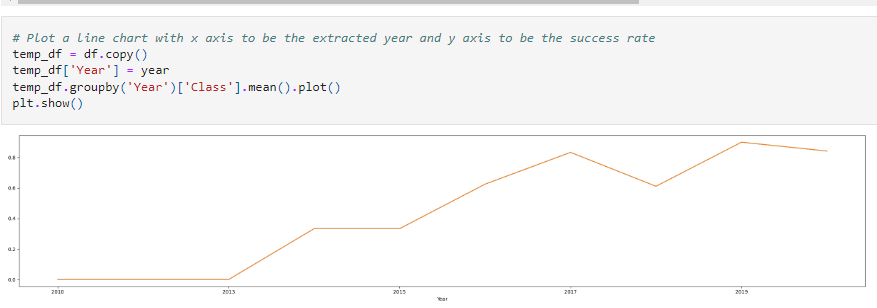 # Plot a line chart with x axis to be the extracted year and y axis to be the success rate
temp_df = df.copy()
temp_df['Year'] = year
temp_df.groupby('Year')['Class'].mean().plot()
plt.show()
0.8
0.6
0.4
0.2
0.0
2010 2013 2015 2017 2019
Year